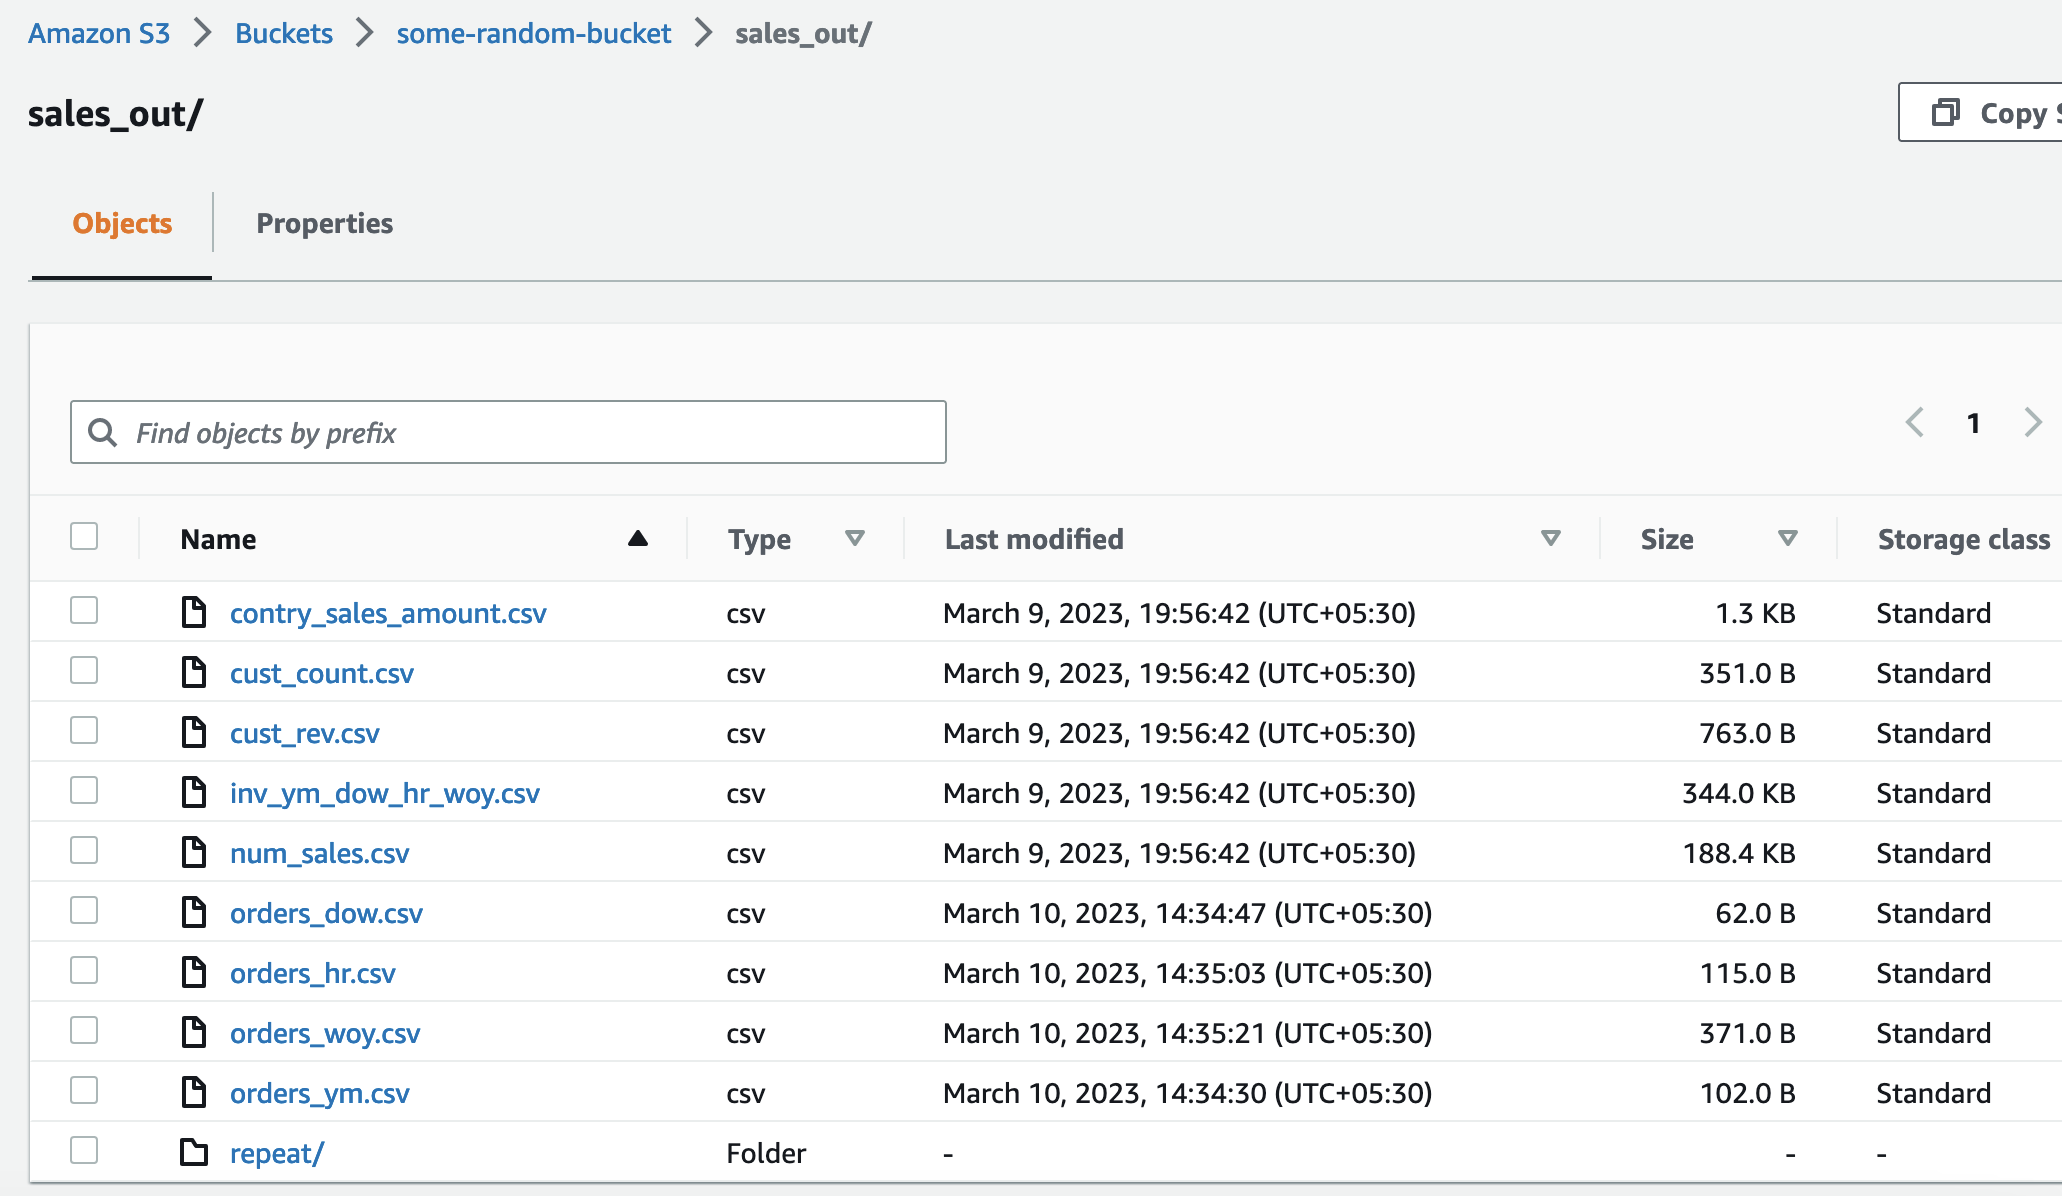 Amazon S3 > Buckets > some-random-bucket > sales_out/
sales_out/
Copy S
Objects Properties
Find objects by prefix
1
Name Type Last modified Size Storage class
contry_sales_amount.csv csv March 9, 2023, 19:56:42 (UTC+05:30) 1.3 KB Standard
cust_count.csv csv March 9, 2023, 19:56:42 (UTC+05:30) 351.0 B Standard
cust_rev.csv csv March 9, 2023, 19:56:42 (UTC+05:30) 763.0 B Standard
inv_ym_dow_hr_woy.csv csv March 9, 2023, 19:56:42 (UTC+05:30) 344.0 KB Standard
num_sales.csv csv March 9, 2023, 19:56:42 (UTC+05:30) 188.4 KB Standard
orders_dow.csv csv March 10, 2023, 14:34:47 (UTC+05:30) 62.0 B Standard
orders_hr.csv csv March 10, 2023, 14:35:03 (UTC+05:30) 115.0 B Standard
orders_woy.csv csv March 10, 2023, 14:35:21 (UTC+05:30) 371.0 B Standard
orders_ym.csv csv March 10, 2023, 14:34:30 (UTC+05:30) 102.0 B Standard
repeat/ Folder - - -